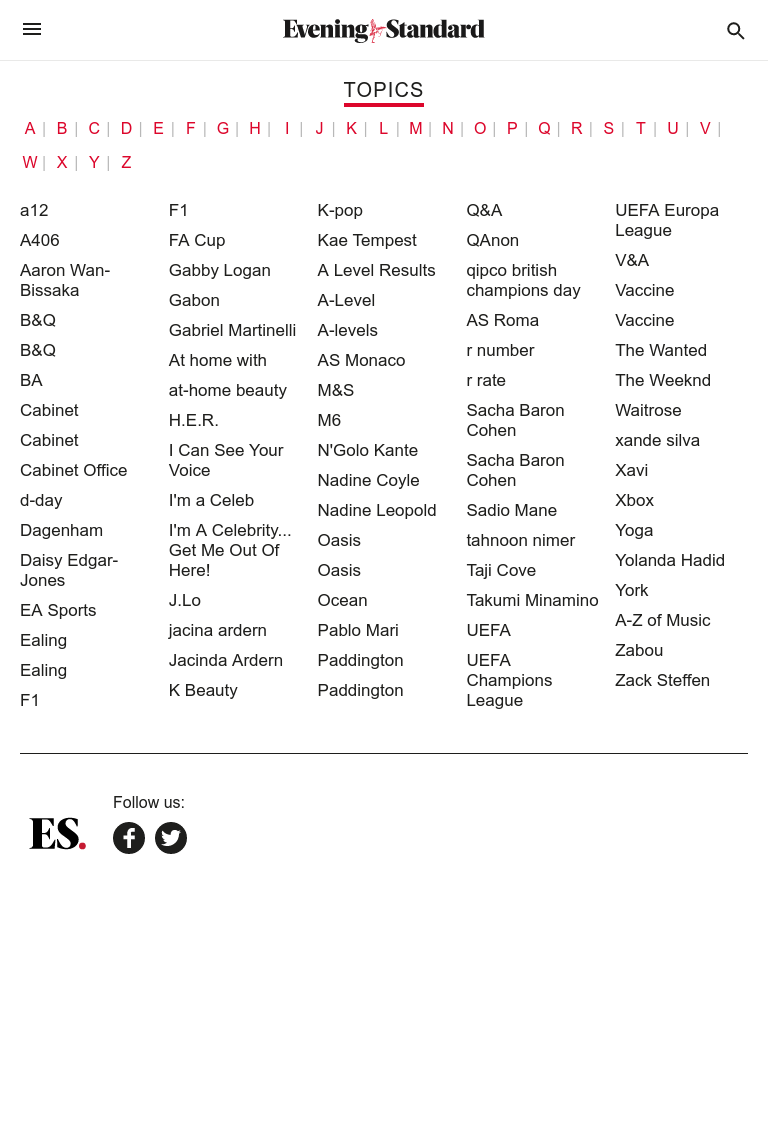 Evening Standard
TOPICS
A | B | C | D | E | F | G | H | I | J | K | L | M | N | O | P | Q | R | S | T | U | V |
W | X | Y | Z
a12
A406
Aaron Wan-
Bissaka
B&Q
B&Q
BA
Cabinet
Cabinet
Cabinet Office
d-day
Dagenham
Daisy Edgar-
Jones
EA Sports
Ealing
Ealing
F1
F1
FA Cup
Gabby Logan
Gabon
Gabriel Martinelli
At home with
at-home beauty
H.E.R.
I Can See Your
Voice
I'm a Celeb
I'm A Celebrity...
Get Me Out Of
Here!
J.Lo
jacina ardern
Jacinda Ardern
K Beauty
K-pop
Kae Tempest
A Level Results
A-Level
A-levels
AS Monaco
M&S
M6
N'Golo Kante
Nadine Coyle
Nadine Leopold
Oasis
Oasis
Ocean
Pablo Mari
Paddington
Paddington
Q&A
QAnon
qipco british
champions day
AS Roma
r number
r rate
Sacha Baron
Cohen
Sacha Baron
Cohen
Sadio Mane
tahnoon nimer
Taji Cove
Takumi Minamino
UEFA
UEFA
Champions
League
UEFA Europa
League
V&A
Vaccine
Vaccine
The Wanted
The Weeknd
Waitrose
xande silva
Xavi
Xbox
Yoga
Yolanda Hadid
York
A-Z of Music
Zabou
Zack Steffen
Follow us:
ES.